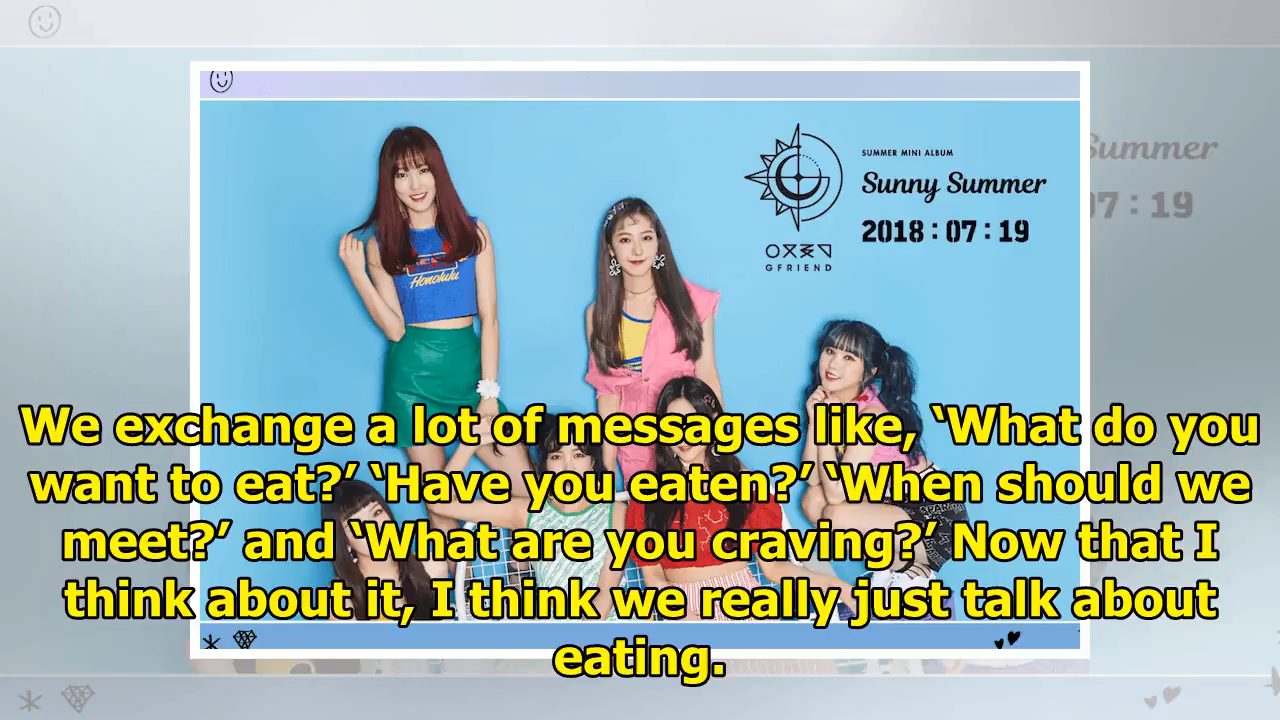 SUMMER MINI ALBUM
Sunny Summer
2018 : 07 : 19
GFRIEND
Summer
07 : 19
Honolulu
We exchange a lot of messages like, ‘What do you
want to eat?’ ‘Have you eaten?’ ‘When should we
meet?’ and ‘What are you craving?’ Now that I
think about it, I think we really just talk about
eating.